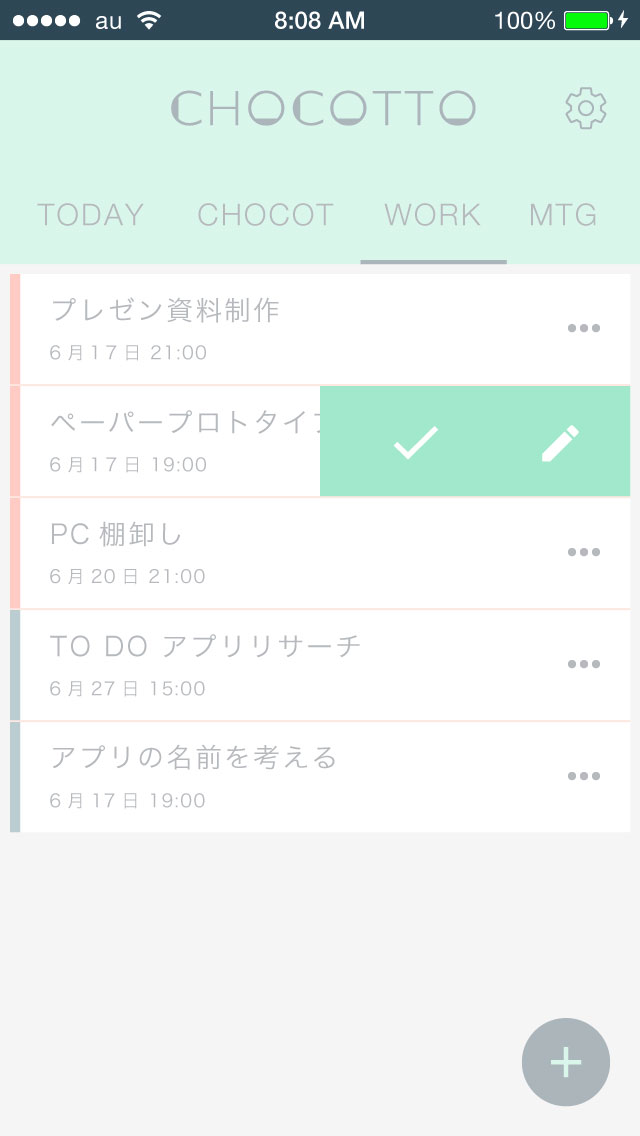 au 8:08 AM 100%
CHOCOTTO
TODAY CHOCOT WORK MTG
プレゼン資料制作
6月17日 21:00
ペーパープロトタイプ
6月17日 19:00
PC 棚卸し
6月20日 21:00
TO DO アプリリサーチ
6月27日 15:00
アプリの名前を考える
6月17日 19:00